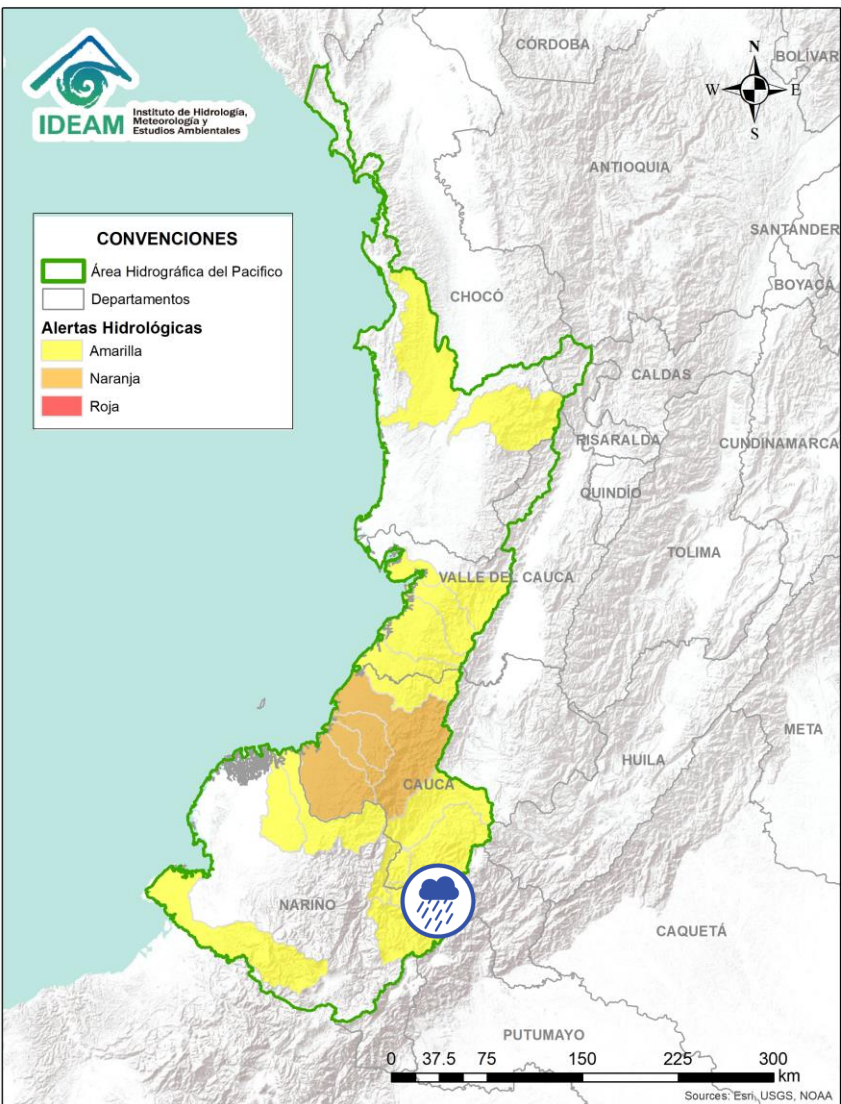 IDEAM
Instituto de Hidrología,
Meteorología y
Estudios Ambientales
N
W
E
S
CONVENCIONES
Área Hidrográfica del Pacifico
Departamentos
Alertas Hidrológicas
Amarilla
Naranja
Roja
CÓRDOBA
BOLÍVAR
ANTIOQUIA
SANTANDER
BOYACÁ
CHOCÓ
CALDAS
RISARALDA
CUNDINAMARCA
QUINDÍO
TOLIMA
VALLE DEL CAUCA
META
HUILA
CAUCA
NARIÑO
CAQUETÁ
PUTUMAYO
0 37.5 75 150 225 300
km
Sources: Esri, USGS, NOAA